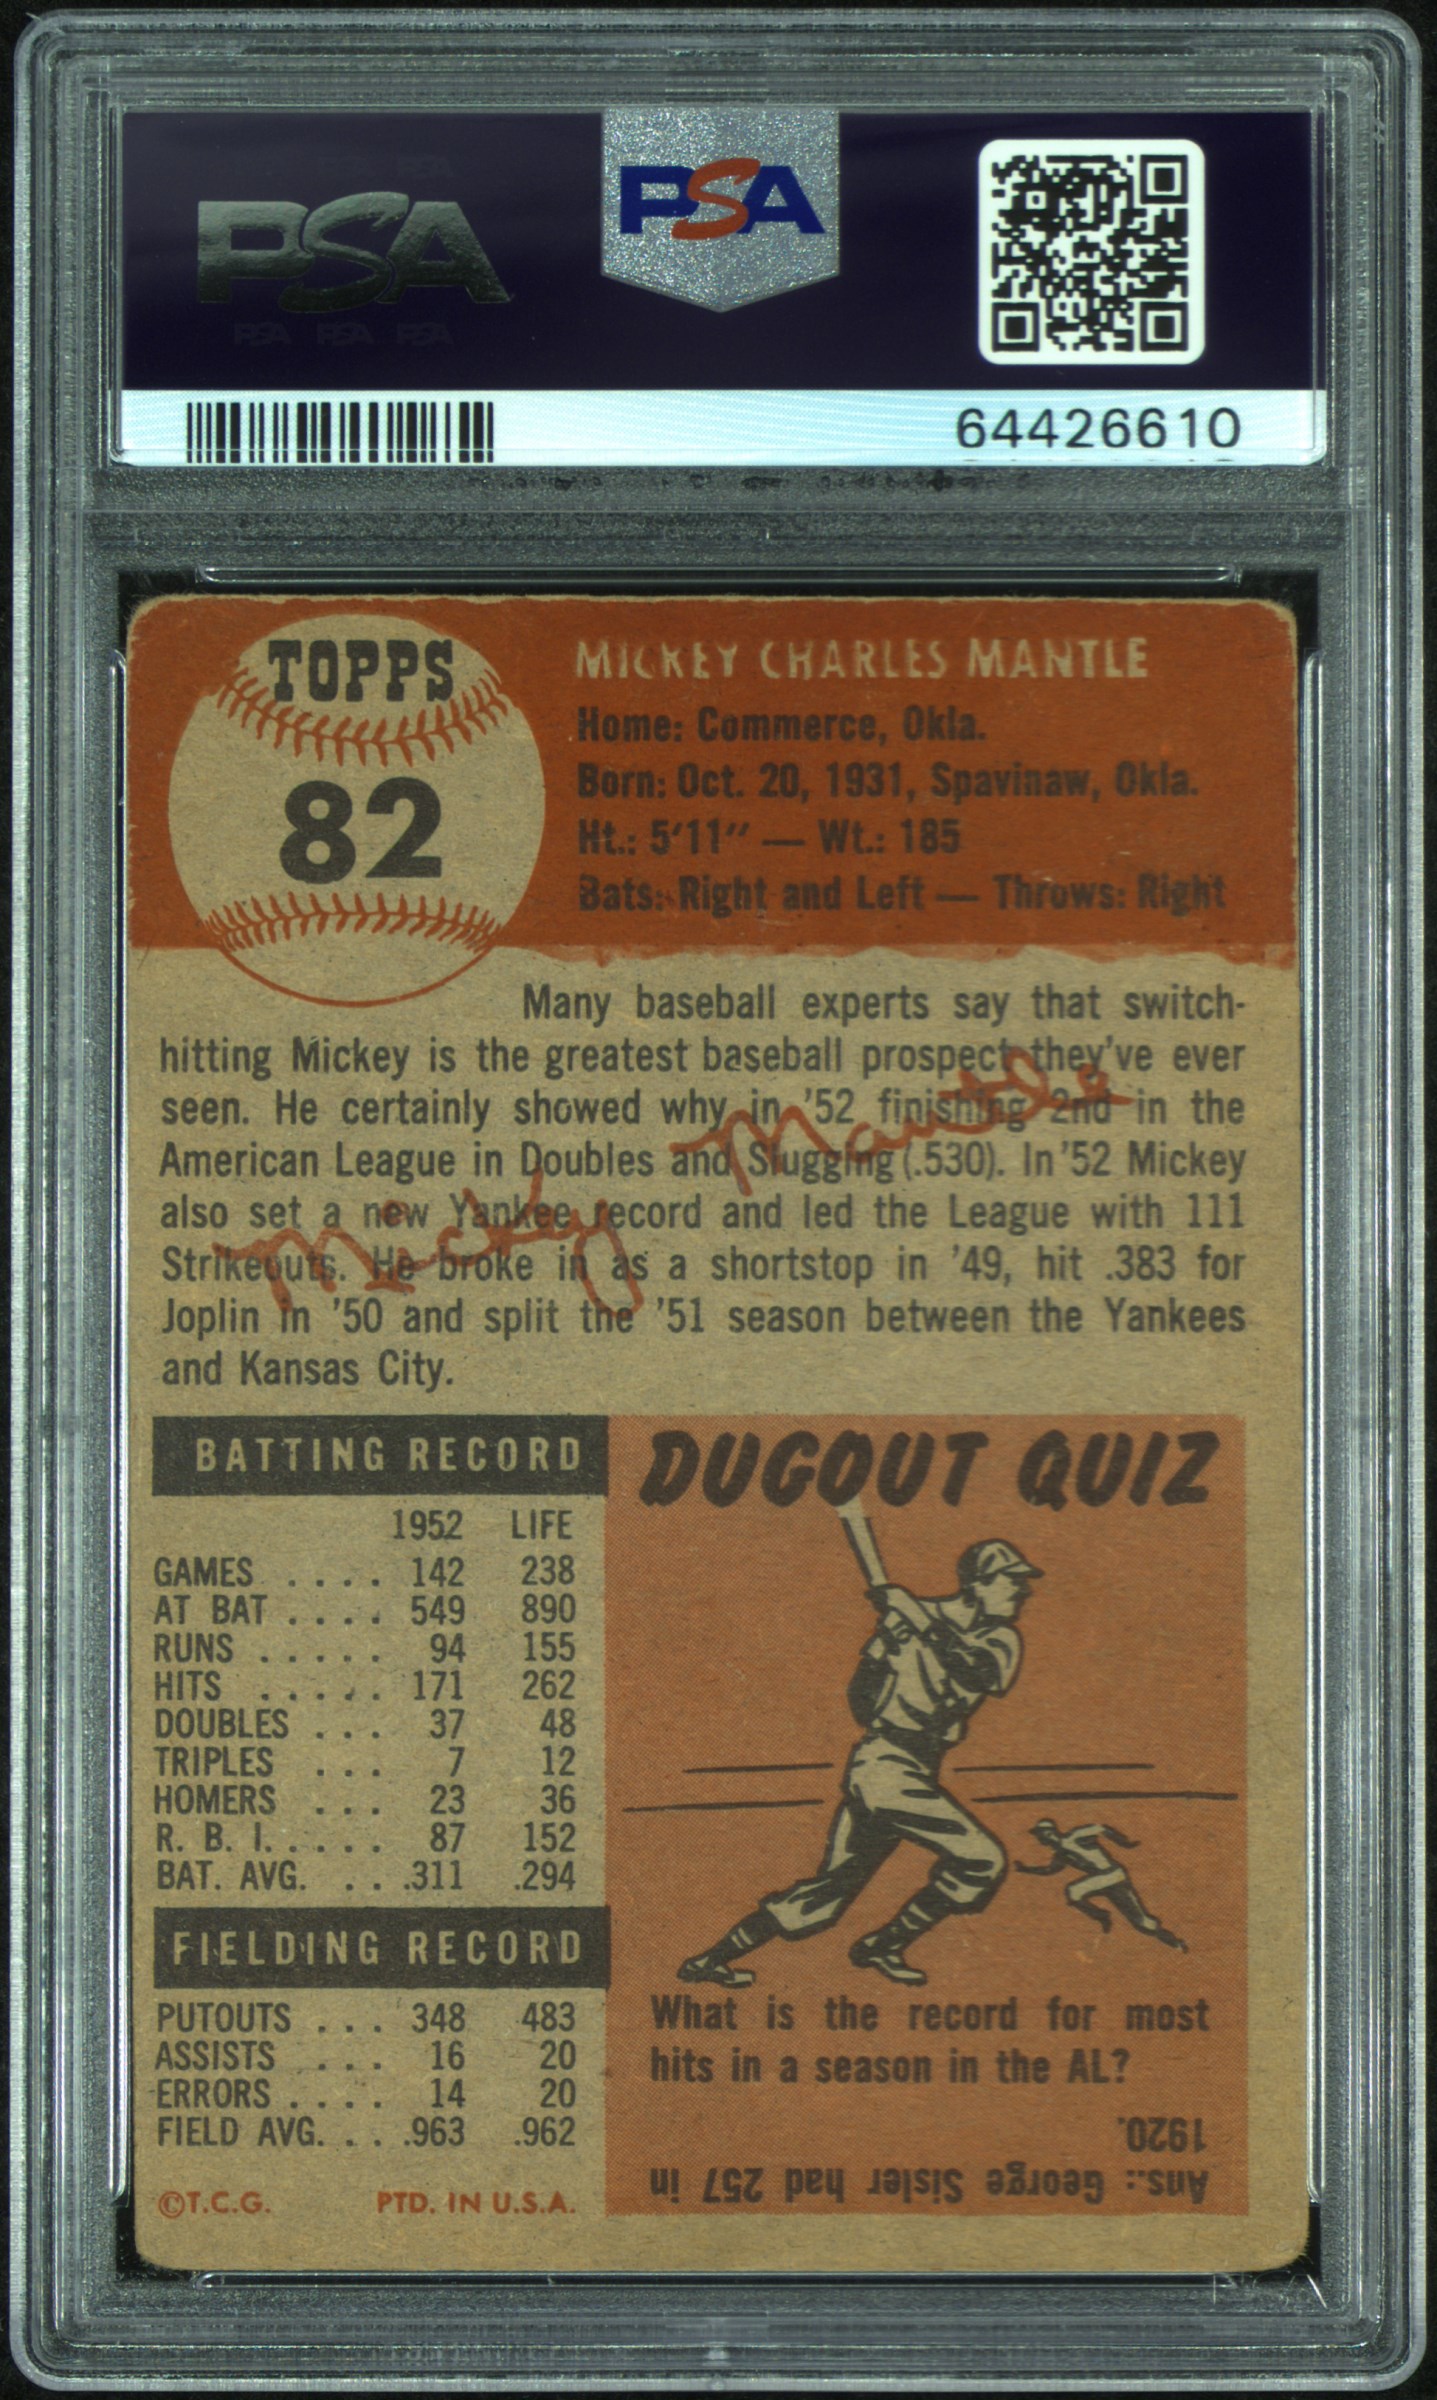 PSA
PSA
PSA PSA PSA
64426610
TOPPS
82
MICKEY CHARLES MANTLE
Home: Commerce, Okla.
Born: Oct. 20, 1931, Spavinaw, Okla.
Ht.: 5'11" — Wt.: 185
Bats: Right and Left — Throws: Right
Many baseball experts say that switch-
hitting Mickey is the greatest baseball prospect they've ever
seen. He certainly showed why in '52 finishing 2nd in the
American League in Doubles and Slugging (.530). In '52 Mickey
also set a new Yankee record and led the League with 111
Strikeouts. He broke in as a shortstop in '49, hit .383 for
Joplin in '50 and split the '51 season between the Yankees
and Kansas City.
Mickey Mantle
BATTING RECORD
1952 LIFE
GAMES . . . . 142 238
AT BAT . . . . 549 890
RUNS . . . . . 94 155
HITS . . . . . 171 262
DOUBLES . . . 37 48
TRIPLES . . . 7 12
HOMERS . . . 23 36
R. B. I. . . . . 87 152
BAT. AVG. . . . .311 .294
FIELDING RECORD
PUTOUTS . . . 348 483
ASSISTS . . . 16 20
ERRORS . . . . 14 20
FIELD AVG. . . . .963 .962
©T.C.G. PTD. IN U.S.A.
DUGOUT QUIZ
What is the record for most
hits in a season in the AL?
Ans.: George Sisler had 257 in
1920.